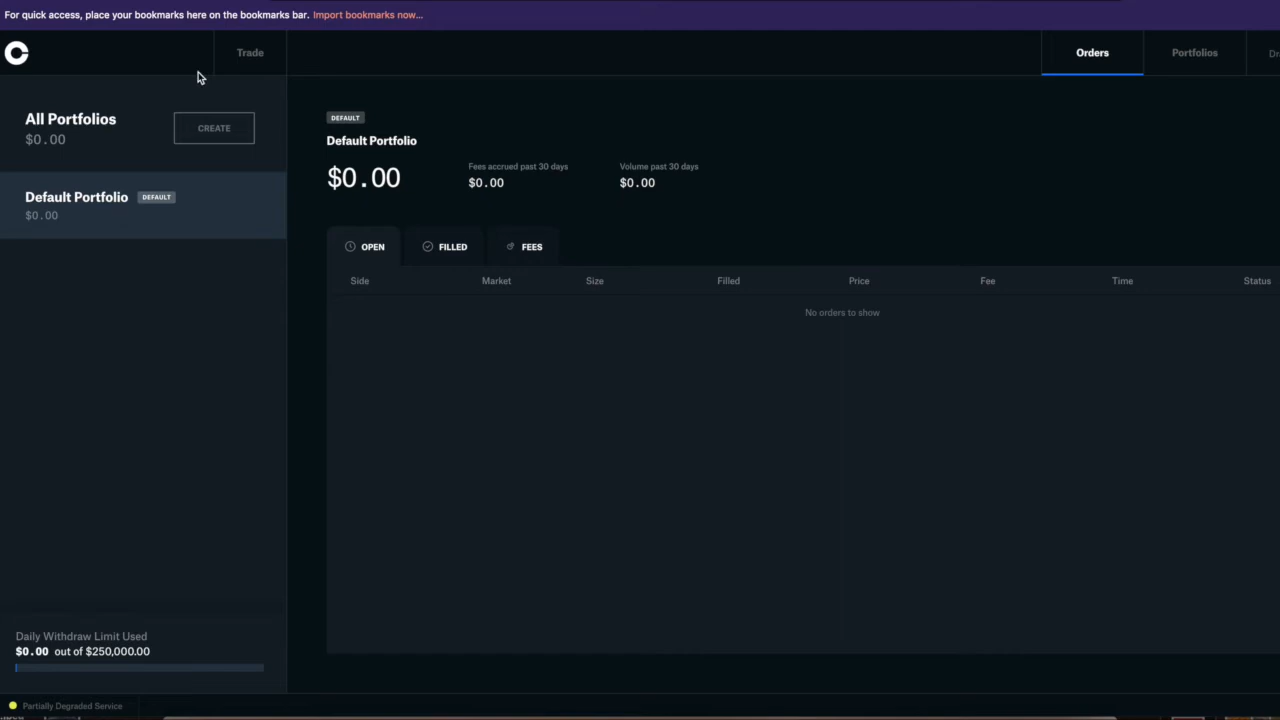 For quick access, place your bookmarks here on the bookmarks bar. Import bookmarks now...
Trade
Orders
Portfolios
All Portfolios
$0.00
CREATE
Default Portfolio DEFAULT
$0.00
DEFAULT
Default Portfolio
$0.00
Fees accrued past 30 days
$0.00
Volume past 30 days
$0.00
OPEN
FILLED
FEES
Side Market Size Filled Price Fee Time Status
No orders to show
Daily Withdraw Limit Used
$0.00 out of $250,000.00
Partially Degraded Service